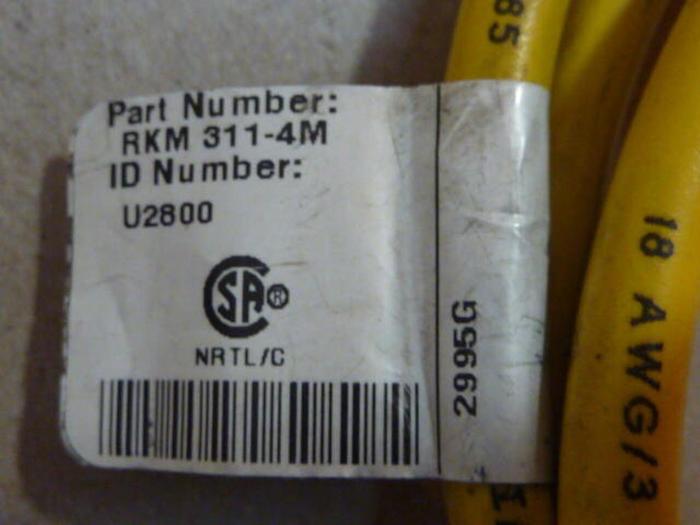 Part Number:
RKM 311-4M
ID Number:
U2800
SA®
NRTL/C
2995G
85
18 AWG/3